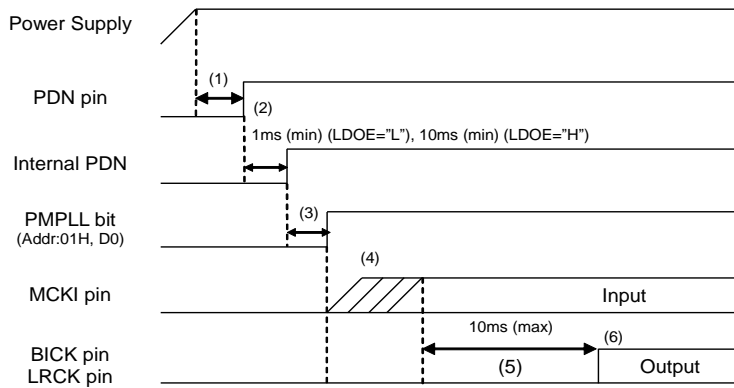 Power Supply
(1)
PDN pin
(2)
1ms (min) (LDOE="L"), 10ms (min) (LDOE="H")
Internal PDN
(3)
PMPLL bit
(Addr:01H, D0)
(4)
MCKI pin
Input
10ms (max)
(6)
BICK pin
(5)
Output
LRCK pin